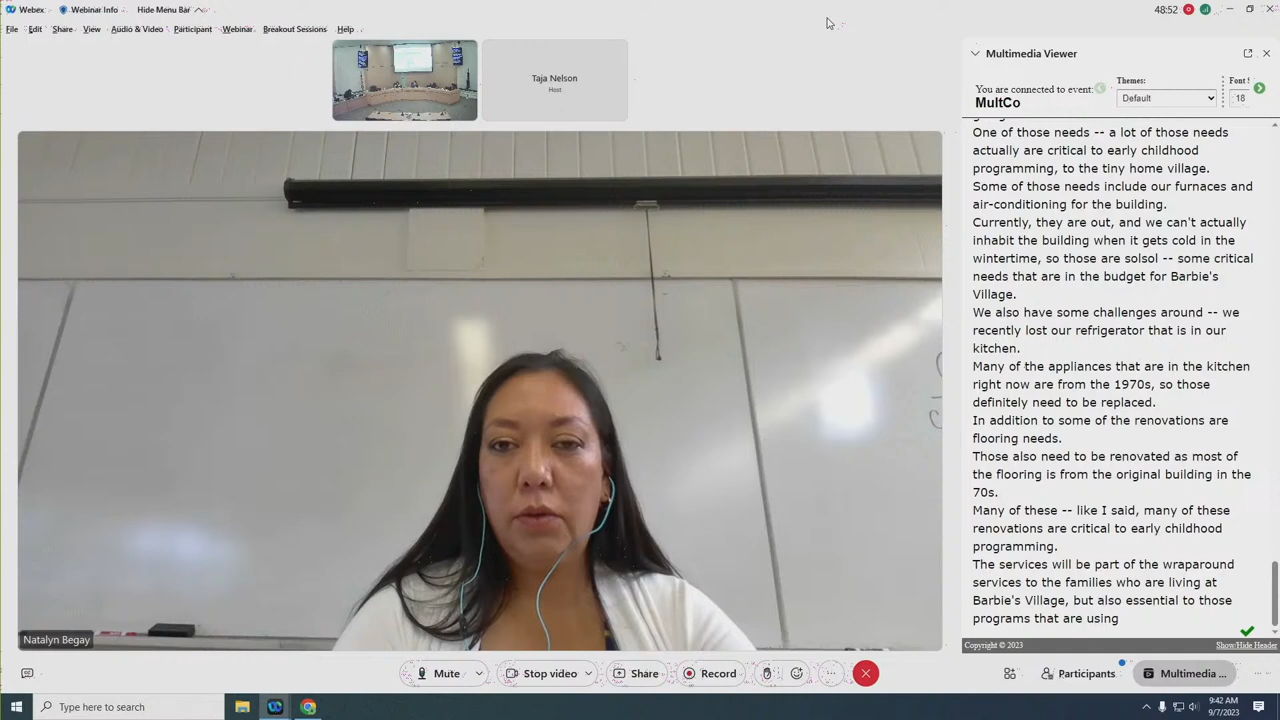 Webex
Webinar Info
Hide Menu Bar
48:52
File
Edit
Share
View
Audio & Video
Participant
Webinar
Breakout Sessions
Help
Taja Nelson
Host
Natalyn Begay
Multimedia Viewer
You are connected to event:
MultCo
Themes:
Default
Font
18
One of those needs -- a lot of those needs
actually are critical to early childhood
programming, to the tiny home village.
Some of those needs include our furnaces and
air-conditioning for the building.
Currently, they are out, and we can't actually
inhabit the building when it gets cold in the
wintertime, so those are solsol -- some critical
needs that are in the budget for Barbie's
Village.
We also have some challenges around -- we
recently lost our refrigerator that is in our
kitchen.
Many of the appliances that are in the kitchen
right now are from the 1970s, so those
definitely need to be replaced.
In addition to some of the renovations are
flooring needs.
Those also need to be renovated as most of
the flooring is from the original building in the
70s.
Many of these -- like I said, many of these
renovations are critical to early childhood
programming.
The services will be part of the wraparound
services to the families who are living at
Barbie's Village, but also essential to those
programs that are using
Copyright © 2023
Show/Hide Header
Mute
Stop video
Share
Record
Participants
Multimedia ...
Type here to search
9:42 AM
9/7/2023